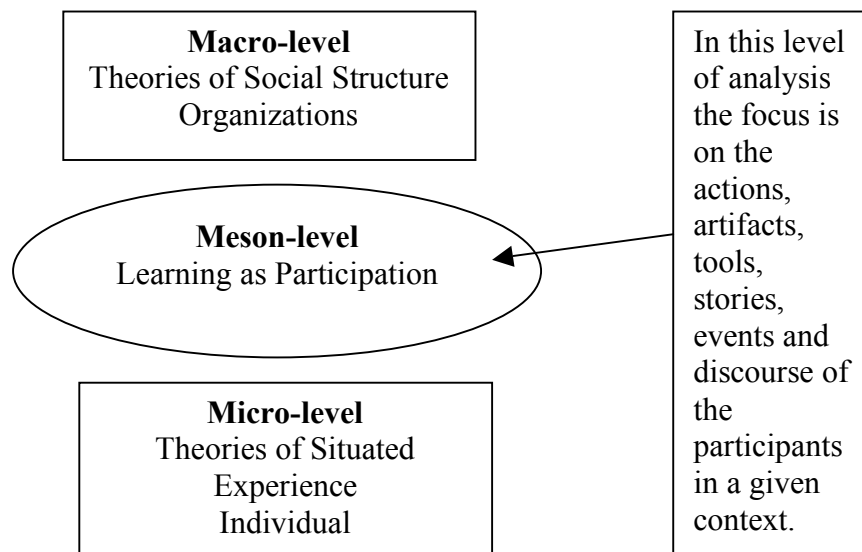 Macro-level
Theories of Social Structure
Organizations
Meson-level
Learning as Participation
Micro-level
Theories of Situated
Experience
Individual
In this level
of analysis
the focus is
on the
actions,
artifacts,
tools,
stories,
events and
discourse of
the
participants
in a given
context.